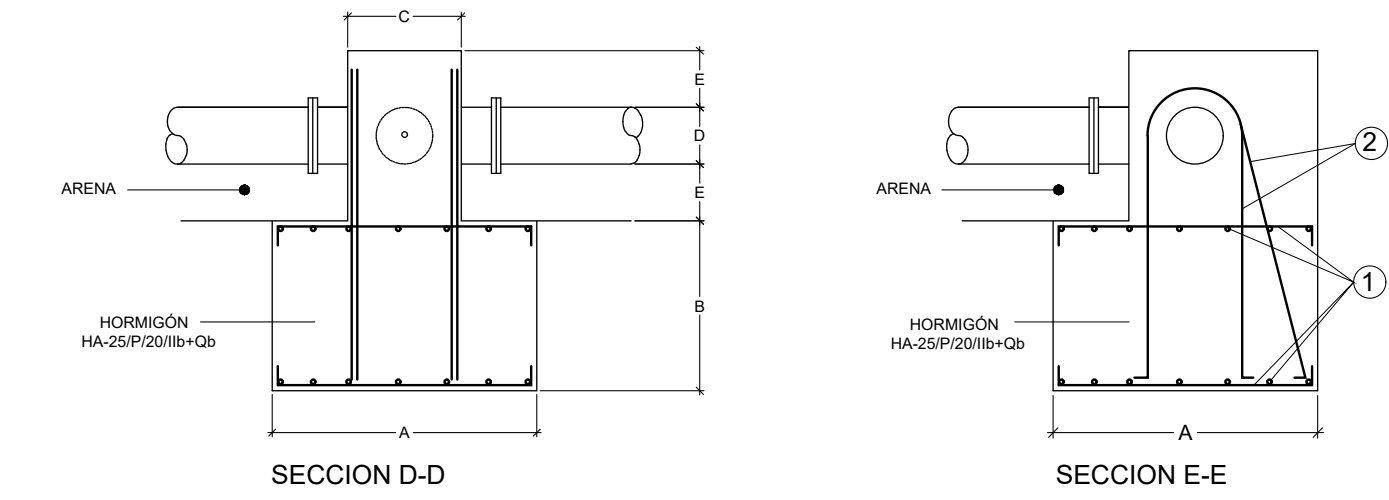 C
E
D
E
B
A
ARENA
HORMIGÓN
HA-25/P/20/IIb+Qb
SECCION D-D
2
1
ARENA
HORMIGÓN
HA-25/P/20/IIb+Qb
A
SECCION E-E